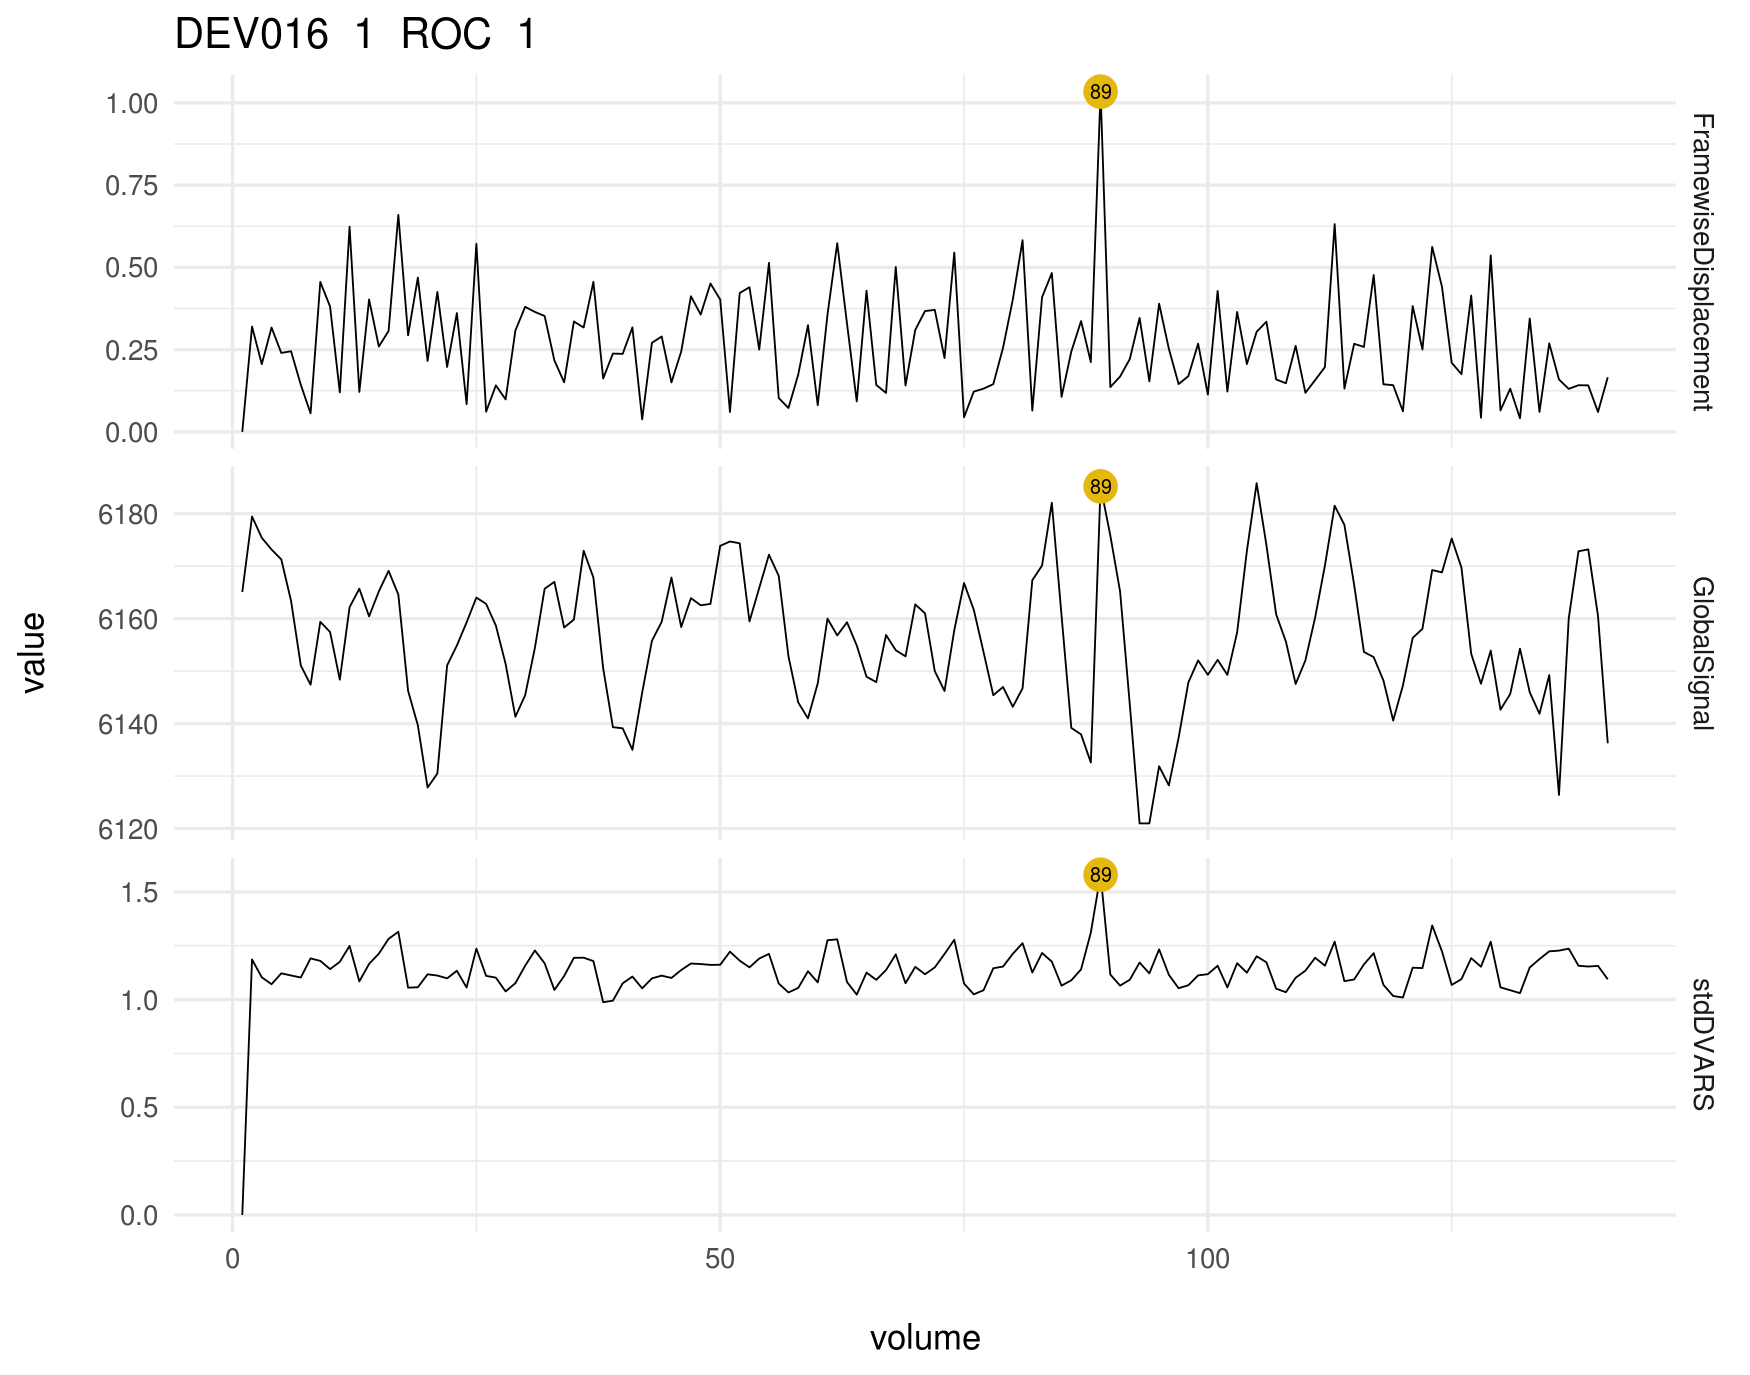 DEV016  1  ROC  1
89
1.00
0.75
0.50
0.25
0.00
FramewiseDisplacement
89
6180
6160
6140
6120
GlobalSignal
value
89
1.5
1.0
0.5
0.0
stdDVARS
0 50 100
volume